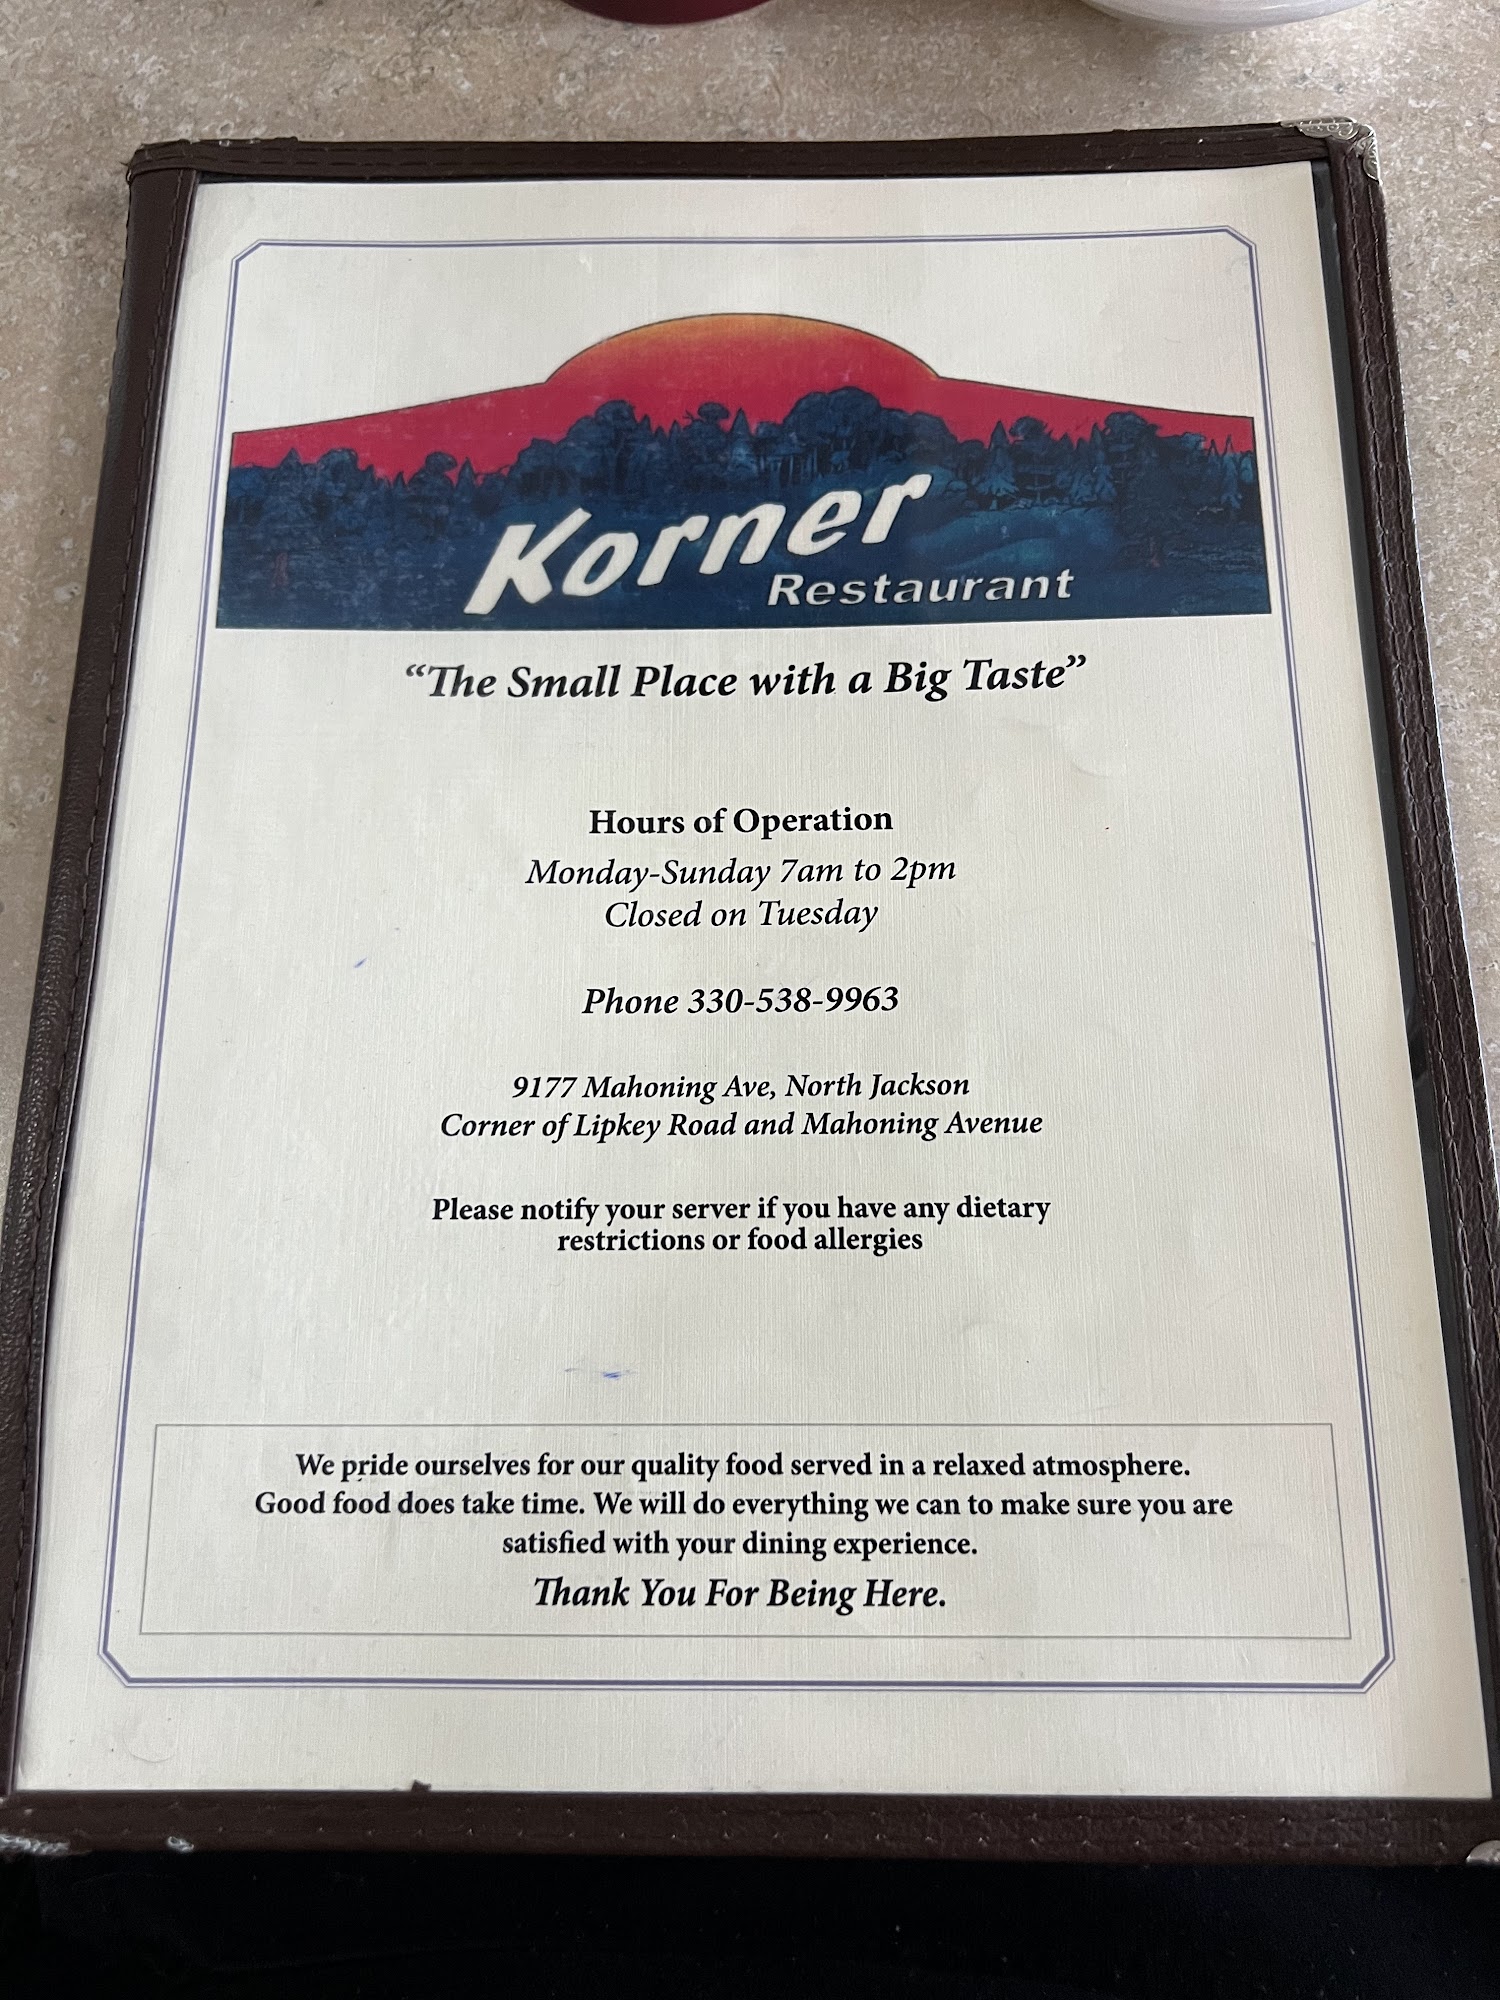 Korner
Restaurant
“The Small Place with a Big Taste”
Hours of Operation
Monday-Sunday 7am to 2pm
Closed on Tuesday
Phone 330-538-9963
9177 Mahoning Ave, North Jackson
Corner of Lipkey Road and Mahoning Avenue
Please notify your server if you have any dietary
restrictions or food allergies
We pride ourselves for our quality food served in a relaxed atmosphere.
Good food does take time. We will do everything we can to make sure you are
satisfied with your dining experience.
Thank You For Being Here.